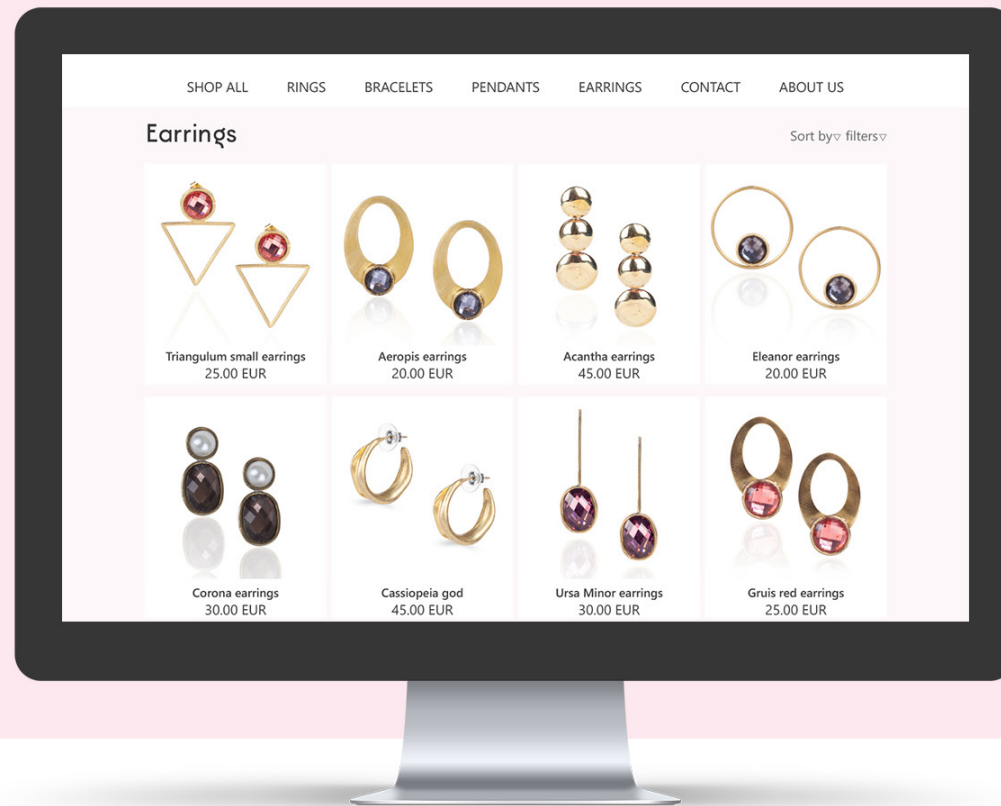 SHOP ALL RINGS BRACELETS PENDANTS EARRINGS CONTACT ABOUT US
Earrings
Sort by▿ filters▿
Triangulum small earrings
25.00 EUR
Aeropis earrings
20.00 EUR
Acantha earrings
45.00 EUR
Eleanor earrings
20.00 EUR
Corona earrings
30.00 EUR
Cassiopeia god
45.00 EUR
Ursa Minor earrings
30.00 EUR
Gruis red earrings
25.00 EUR